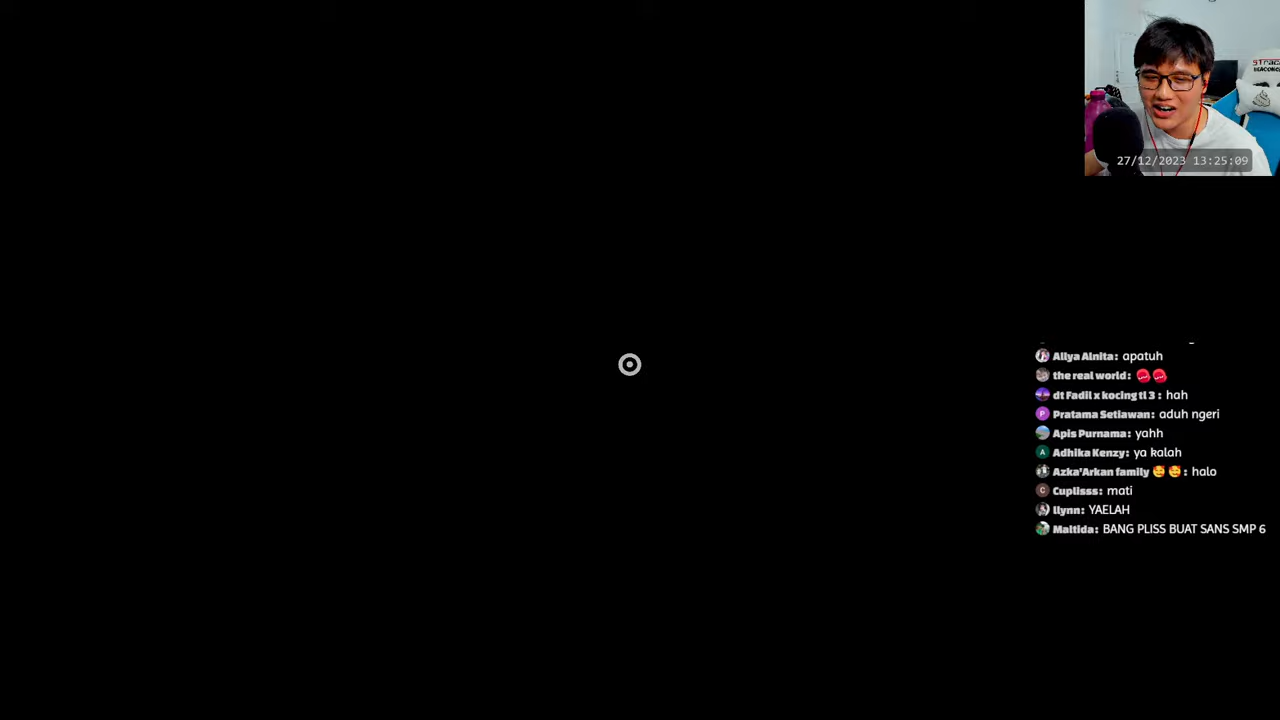 27/12/2023 13:25:09
Allya Alnita: apatuh
the real world:
dt Fadil x kocing tl 3 : hah
Pratama Setiawan: aduh ngeri
Apis Purnama: yahh
Adhika Kenzy: ya kalah
Azka'Arkan family 🥰 🥰 : halo
Cuplisss: mati
llynn: YAELAH
Maltida: BANG PLISS BUAT SANS SMP 6